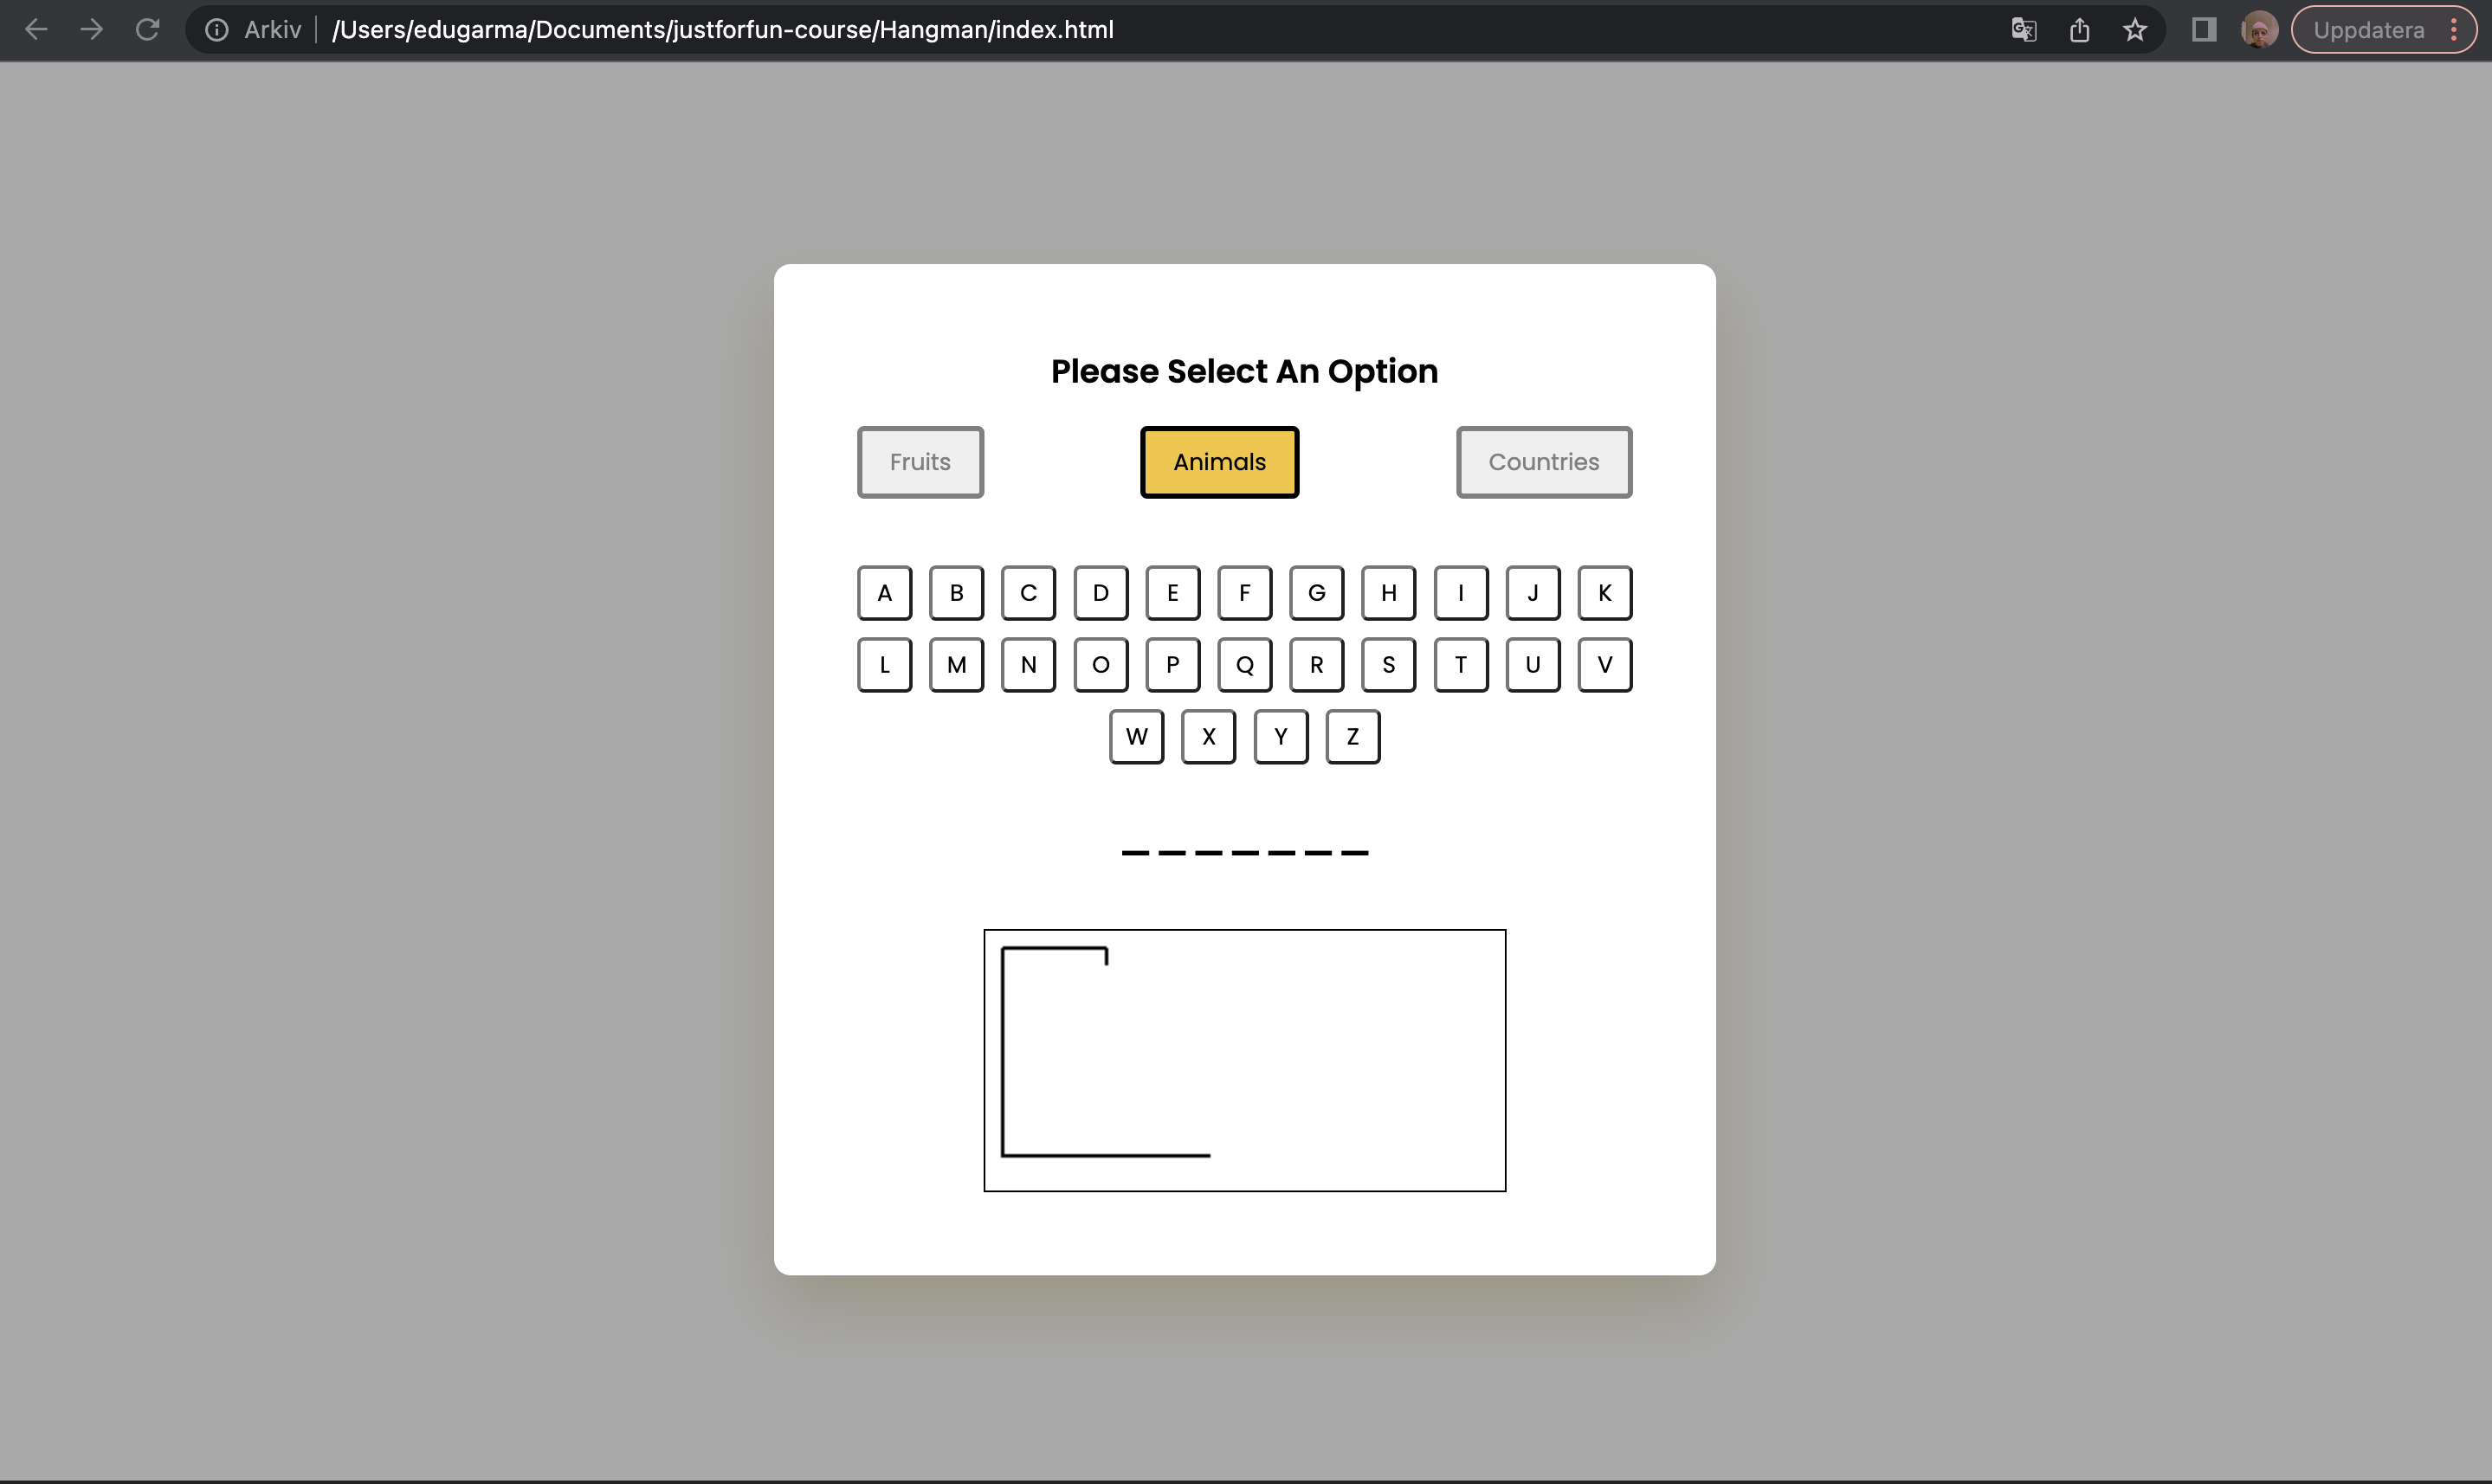 Arkiv /Users/edugarma/Documents/justforfun-course/Hangman/index.html Uppdatera
Please Select An Option
Fruits Animals Countries
A B C D E F G H I J K
L M N O P Q R S T U V
W X Y Z
_ _ _ _ _ _ _